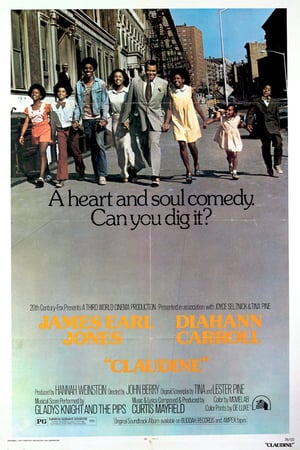 A heart and soul comedy.
Can you dig it?
20th Century-Fox Presents A THIRD WORLD CINEMA PRODUCTION Presented in association with JOYCE SELZNICK & TINA PINE
JAMES EARL JONES
DIAHANN CARROLL
"CLAUDINE"
Produced by HANNAH WEINSTEIN Directed by JOHN BERRY Original Screenplay by TINA and LESTER PINE
Musical Score Performed by GLADYS KNIGHT AND THE PIPS Music & Lyrics Composed & Produced by CURTIS MAYFIELD Color by MOVIELAB Color Prints by DE LUXE®
PG
Original Soundtrack Album available on BUDDAH RECORDS and AMPEX tapes
74/122
"CLAUDINE"